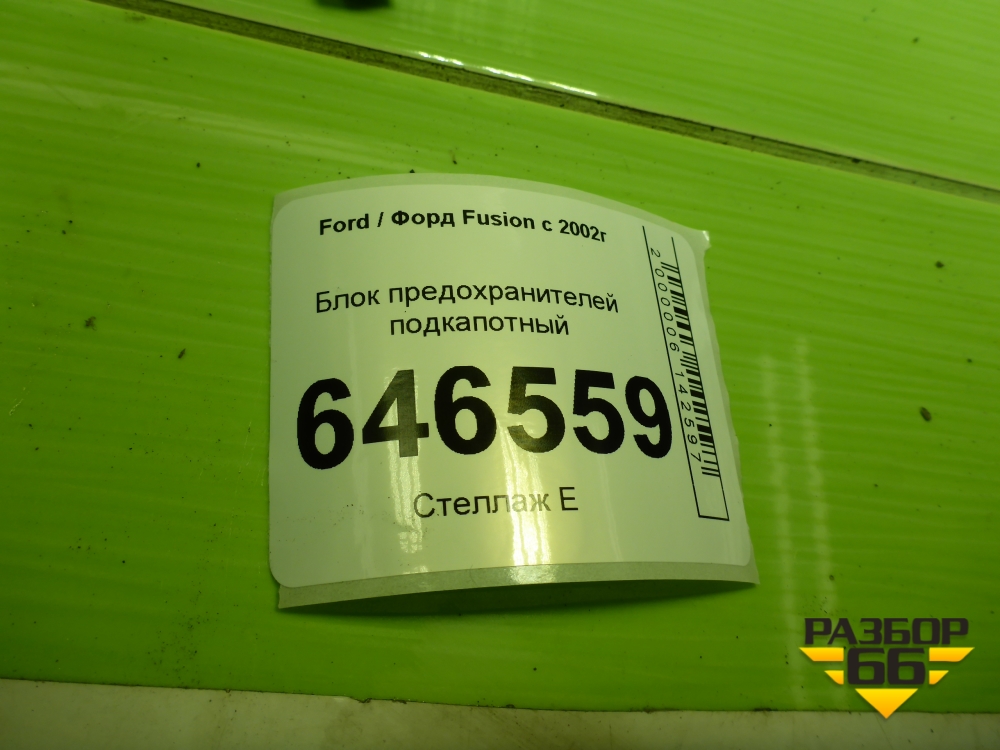 Ford / Форд Fusion с 2002г
Блок предохранителей
подкапотный
646559
Стеллаж Е
2000006142597
РАЗБОР
66